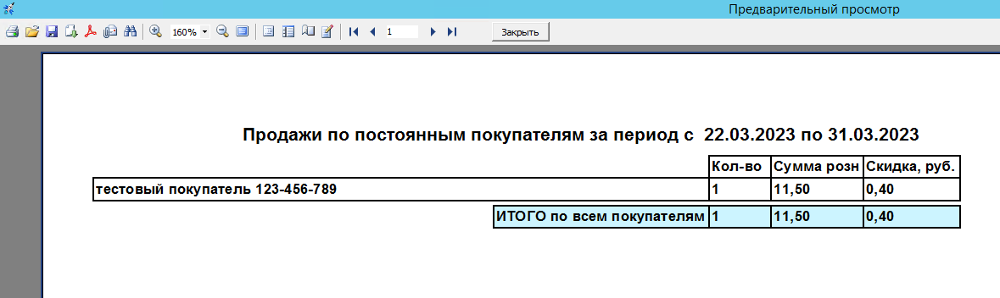 Предварительный просмотр
160% 1 Закрыть
Продажи по постоянным покупателям за период с 22.03.2023 по 31.03.2023
Кол-во Сумма розн Скидка, руб.
тестовый покупатель 123-456-789 1 11,50 0,40
ИТОГО по всем покупателям 1 11,50 0,40